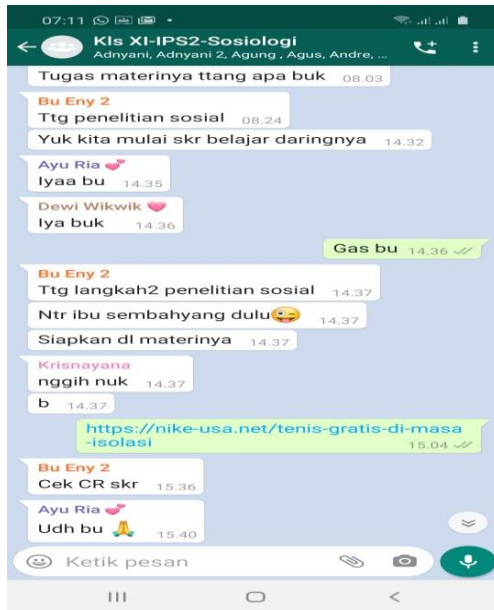 07:11
Kls XI-IPS2-Sosiologi
Adnyani, Adnyani 2, Agung , Agus, Andre, ...
Tugas materinya ttang apa buk 08.03
Bu Eny 2
Ttg penelitian sosial 08.24
Yuk kita mulai skr belajar daringnya 14.32
Ayu Ria 💕
Iyaa bu 14.35
Dewi Wikwik
Iya buk 14.36
Gas bu 14.36
Bu Eny 2
Ttg langkah2 penelitian sosial 14.37
Ntr ibu sembahyang dulu😜 14.37
Siapkan dl materinya 14.37
Krisnayana
nggih nuk 14.37
b 14.37
https://nike-usa.net/tenis-gratis-di-masa
-isolasi 15.04
Bu Eny 2
Cek CR skr 15.36
Ayu Ria 💕
Udh bu 🙏 15.40
Ketik pesan